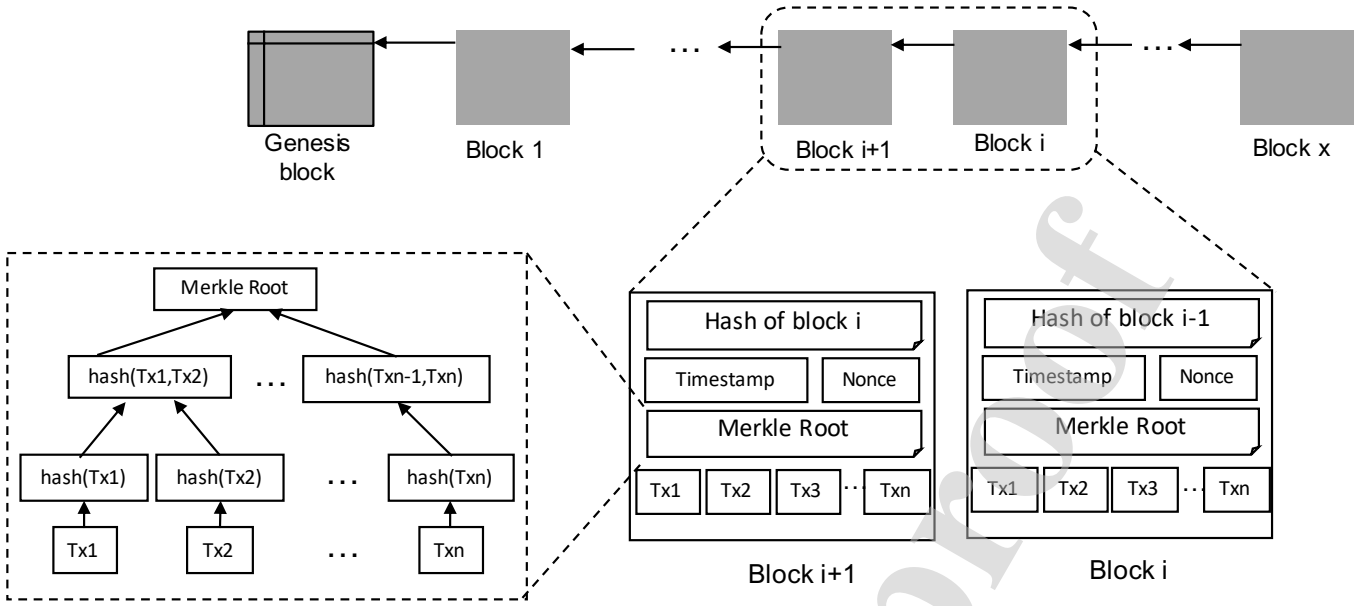 ...
...
Genesis
block
Block 1
Block i+1
Block i
Block x
Merkle Root
hash(Tx1,Tx2)
...
hash(Txn-1,Txn)
hash(Tx1)
hash(Tx2)
...
hash(Txn)
Tx1
Tx2
...
Txn
Hash of block i
Timestamp
Nonce
Merkle Root
Tx1
Tx2
Tx3
...
Txn
Block i+1
Hash of block i-1
Timestamp
Nonce
Merkle Root
Tx1
Tx2
Tx3
...
Txn
Block i
proof